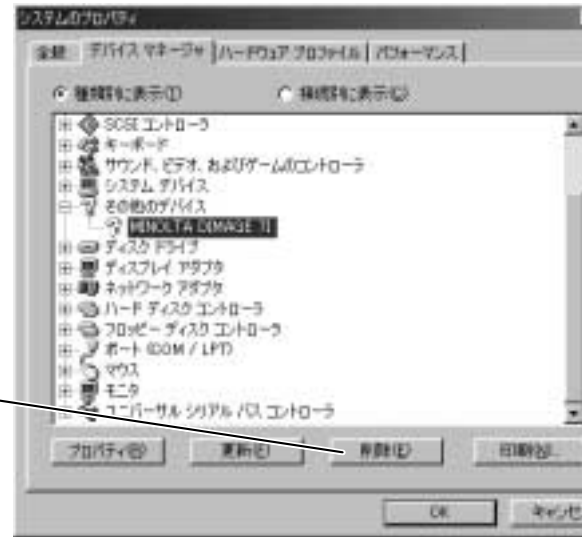 システムのプロパティ
全般 デバイス マネージャ ハードウェア プロファイル パフォーマンス
種類別に表示(T) 接続別に表示(C)
SCSI コントローラ
キーボード
サウンド、ビデオ、およびゲームのコントローラ
システム デバイス
その他のデバイス
MINOLTA DIMAGE 7I
ディスク ドライブ
ディスプレイ アダプタ
ネットワーク アダプタ
ハード ディスク コントローラ
フロッピー ディスク コントローラ
ポート (COM / LPT)
マウス
モニタ
ユニバーサル シリアル バス コントローラ
プロパティ(R) 更新(F) 削除(E) 印刷(N)...
OK キャンセ